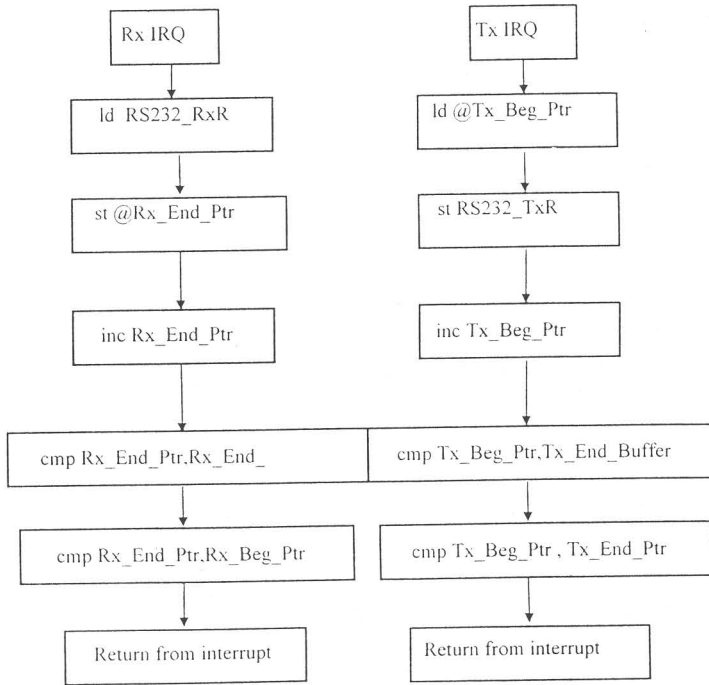 Rx IRQ
ld RS232_RxR
st @Rx_End_Ptr
inc Rx_End_Ptr
cmp Rx_End_Ptr,Rx_End_
cmp Rx_End_Ptr,Rx_Beg_Ptr
Return from interrupt
Tx IRQ
ld @Tx_Beg_Ptr
st RS232_TxR
inc Tx_Beg_Ptr
cmp Tx_Beg_Ptr,Tx_End_Buffer
cmp Tx_Beg_Ptr , Tx_End_Ptr
Return from interrupt